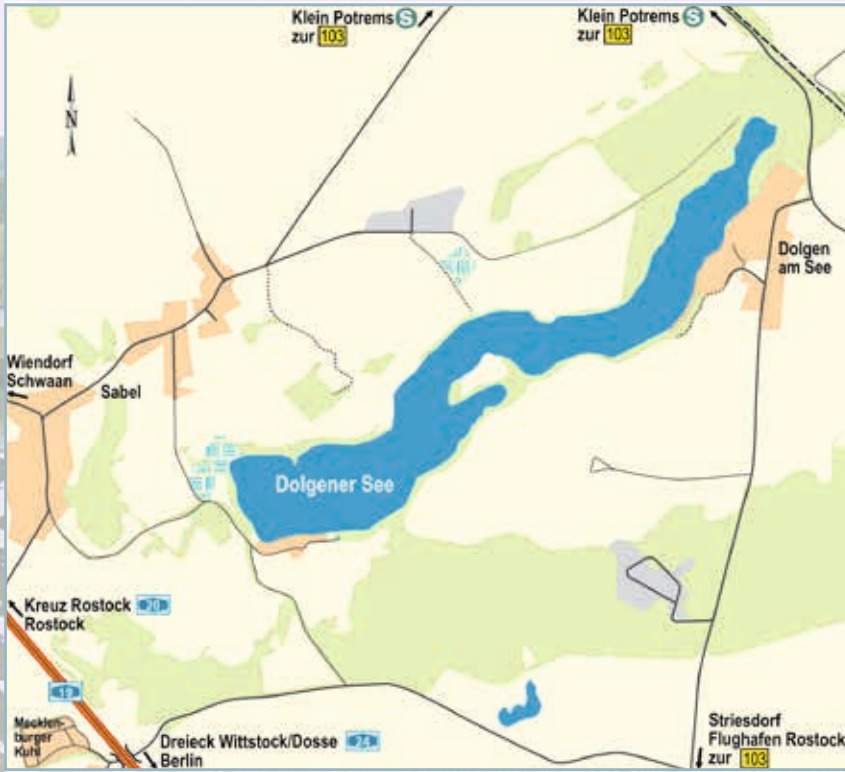 Klein Potrems S
zur 103
Klein Potrems S
zur 103
N
Dolgen
am See
Wiendorf
Schwaan
Sabel
Dolgener See
Kreuz Rostock 20
Rostock
19
Mecklen-
burger
Kuhl
Dreieck Wittstock/Dosse 24
Berlin
Striesdorf
Flughafen Rostock
zur 103